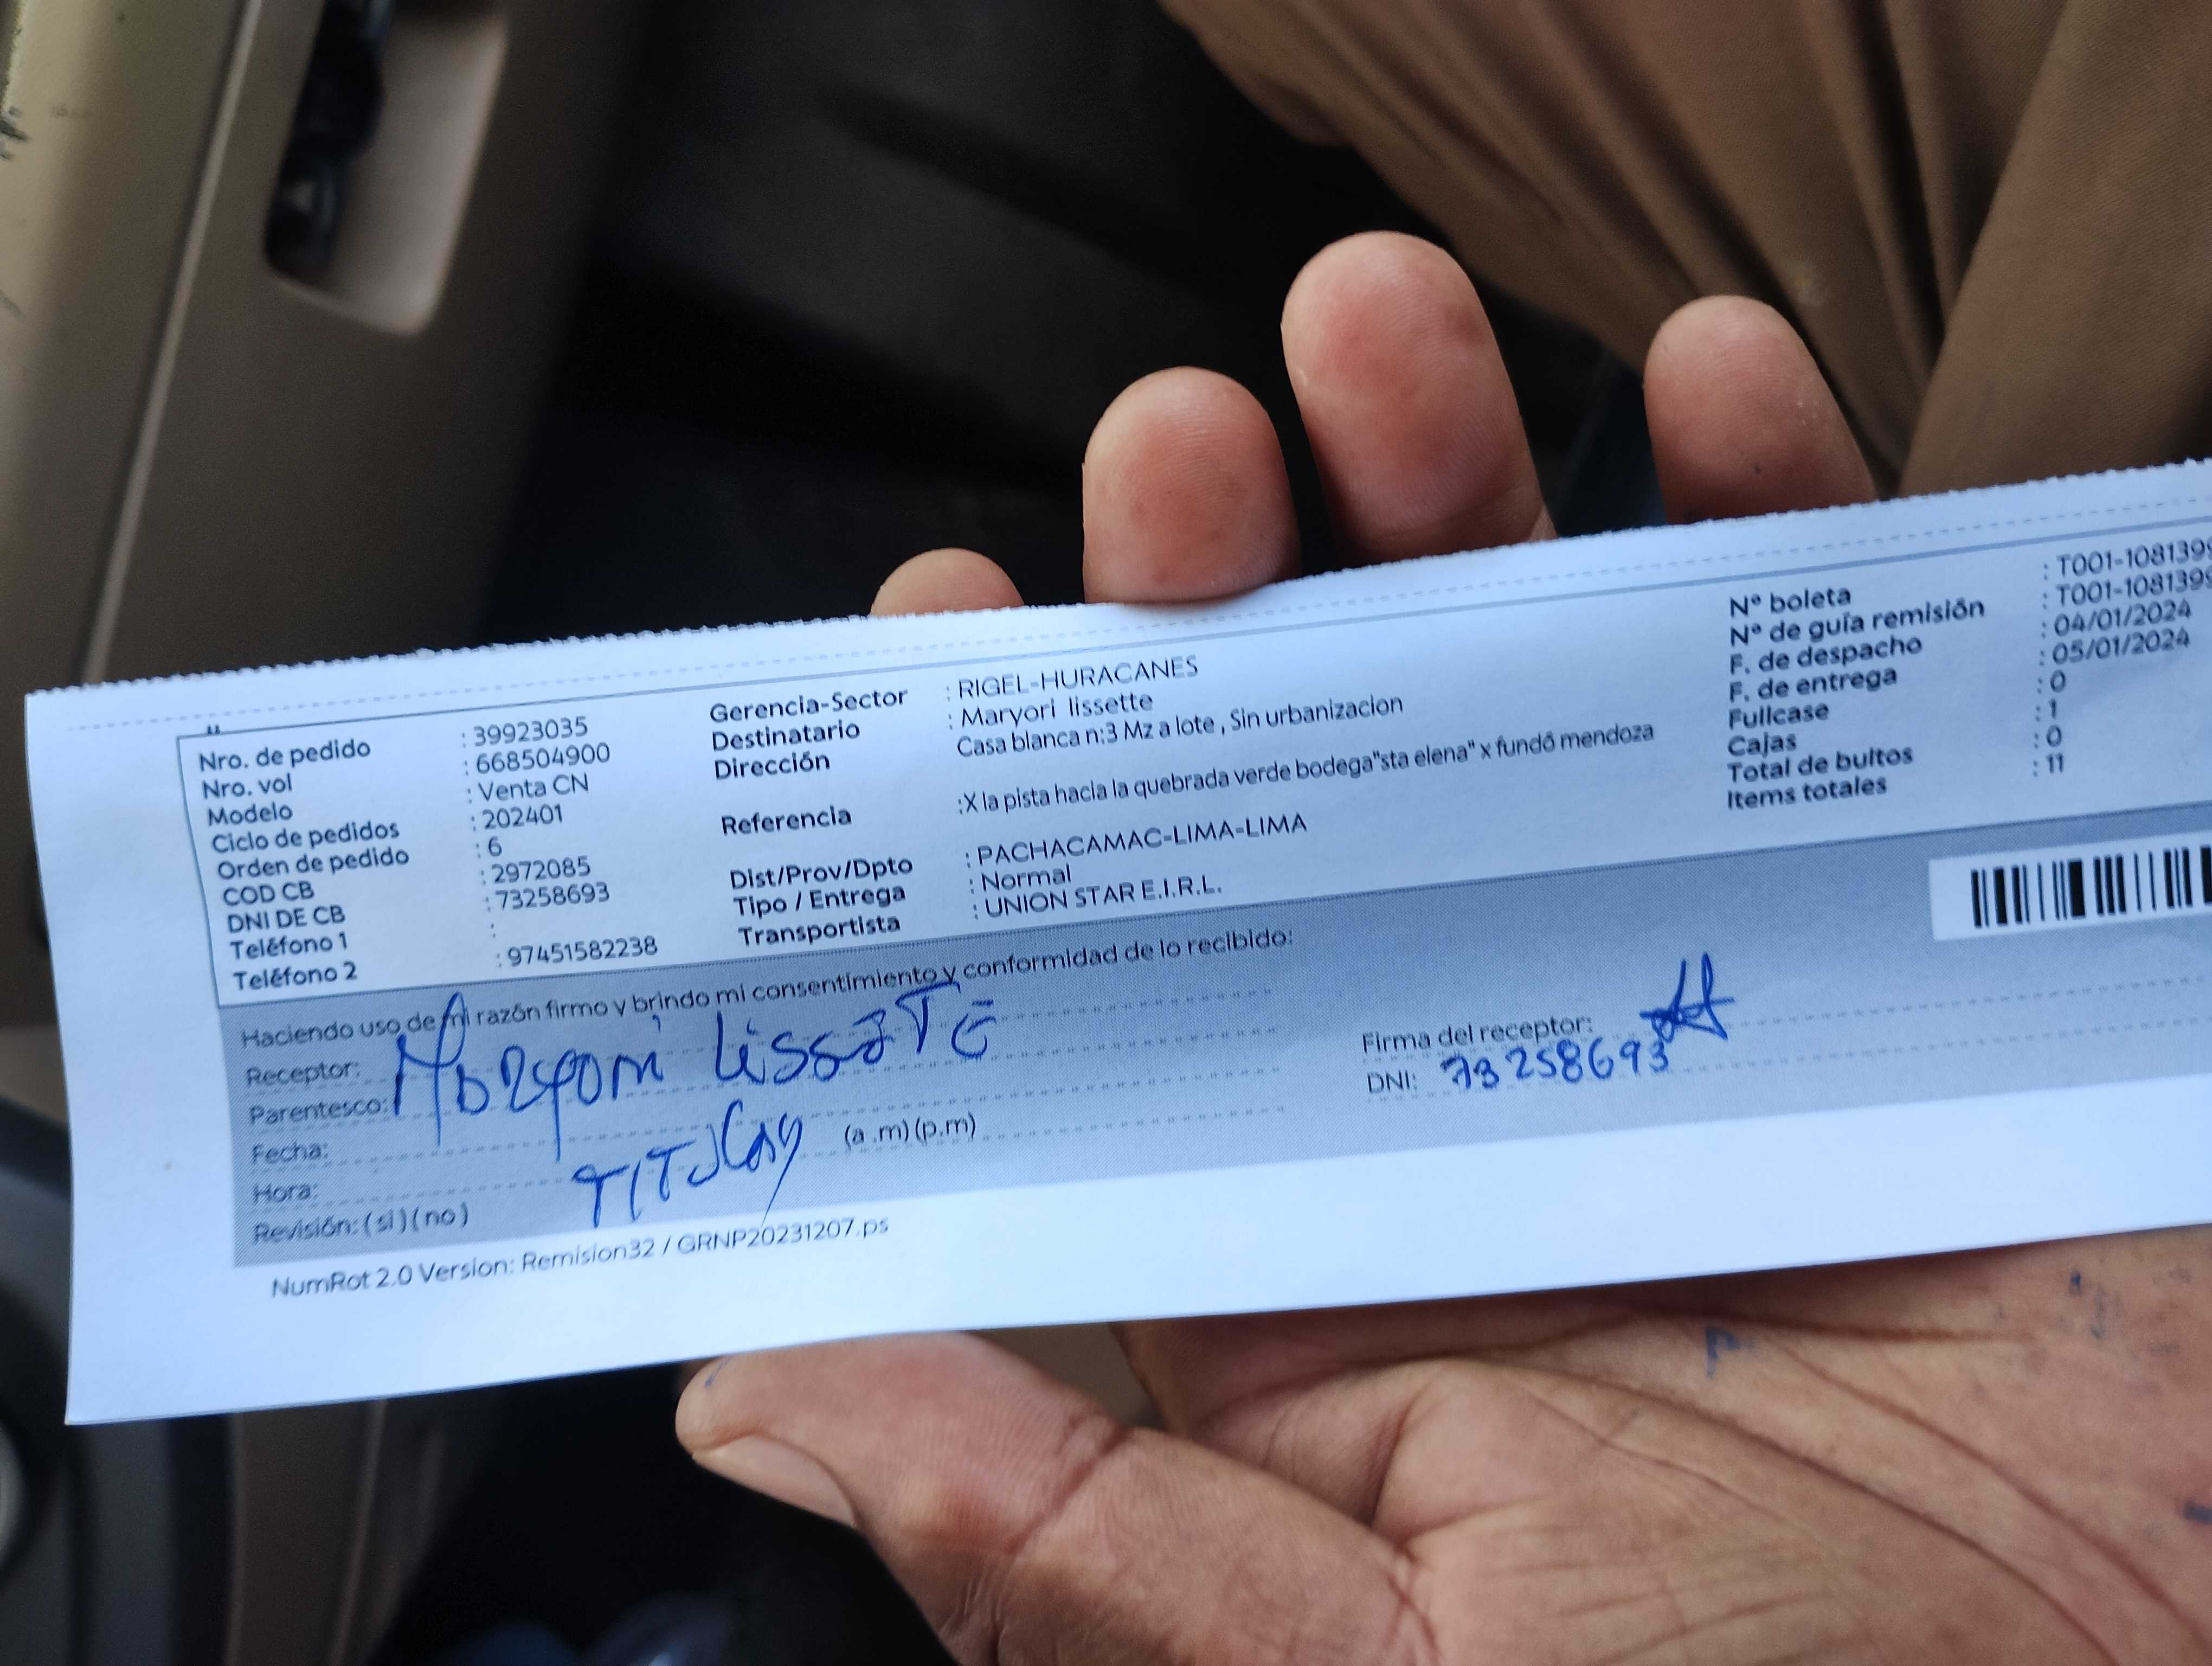 Nro. de pedido : 39923035
Nro. vol : 668504900
Modelo : Venta CN
Ciclo de pedidos : 202401
Orden de pedido : 6
COD CB : 2972085
DNI DE CB : 73258693
Teléfono 1 :
Teléfono 2 : 97451582238
Gerencia-Sector : RIGEL-HURACANES
Destinatario : Maryori lissette
Dirección Casa blanca n:3 Mz a lote , Sin urbanizacion
Referencia :X la pista hacia la quebrada verde bodega"sta elena" x fundó mendoza
Dist/Prov/Dpto : PACHACAMAC-LIMA-LIMA
Tipo / Entrega : Normal
Transportista : UNION STAR E.I.R.L.
N° boleta : T001-1081399
N° de guía remisión : T001-1081399
F. de despacho : 04/01/2024
F. de entrega : 05/01/2024
Fullcase : 0
Cajas : 1
Total de bultos : 0
Items totales : 11
Haciendo uso de mi razón firmo y brindo mi consentimiento y conformidad de lo recibido:
Receptor:
Parentesco:
Fecha:
Hora: (a .m) (p.m)
Revisión: ( si ) ( no )
TITULAR
Firma del receptor:
DNI: 73258693
NumRot 2.0 Version: Remision32 / GRNP20231207.ps